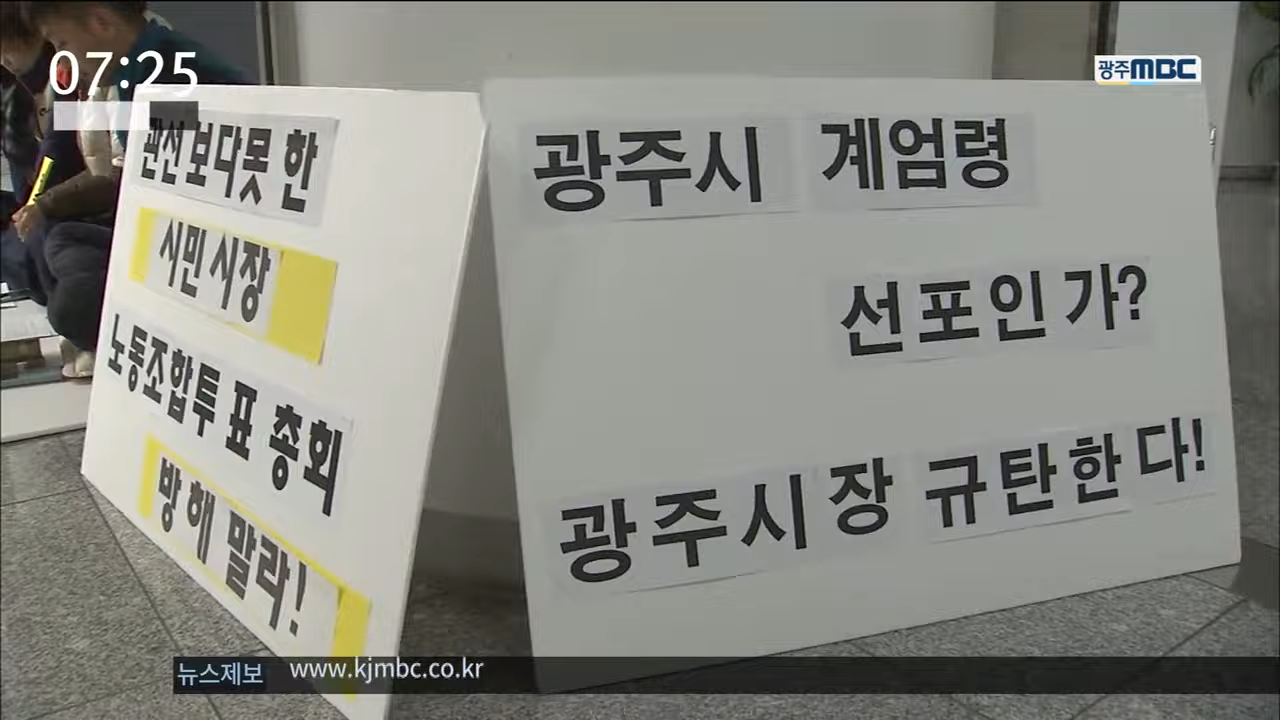 07:25
광주MBC
관선 보다못 한
시민 시장
노동조합 투 표 총회
방 해 말라!
광주시 계엄령
선포인 가?
광주시장 규탄한 다!
뉴스제보 www.kjmbc.co.kr